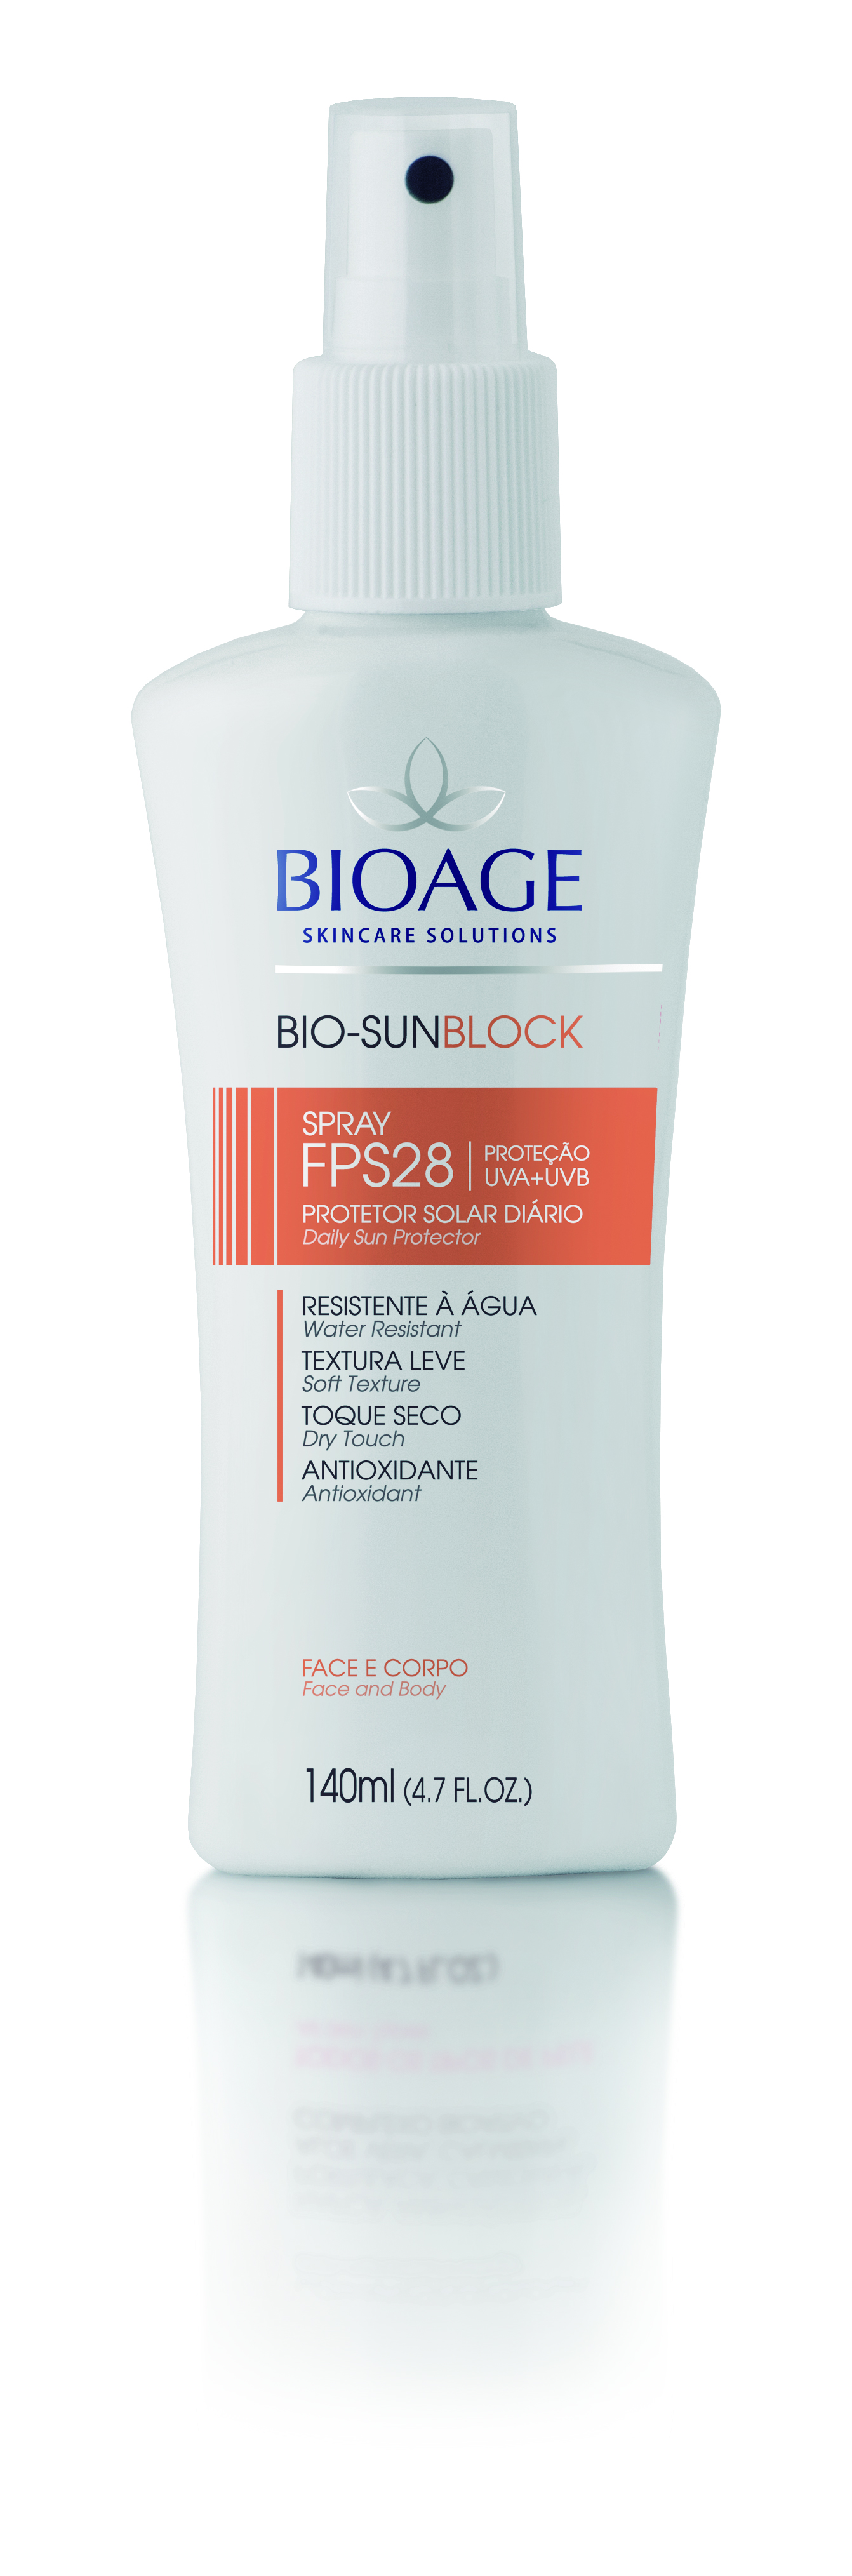 BIOAGE
SKINCARE SOLUTIONS
BIO-SUNBLOCK
SPRAY
FPS28 | PROTEÇÃO
UVA+UVB
PROTETOR SOLAR DIÁRIO
Daily Sun Protector
RESISTENTE À ÁGUA
Water Resistant
TEXTURA LEVE
Soft Texture
TOQUE SECO
Dry Touch
ANTIOXIDANTE
Antioxidant
FACE E CORPO
Face and Body
140ml (4.7 FL.OZ.)